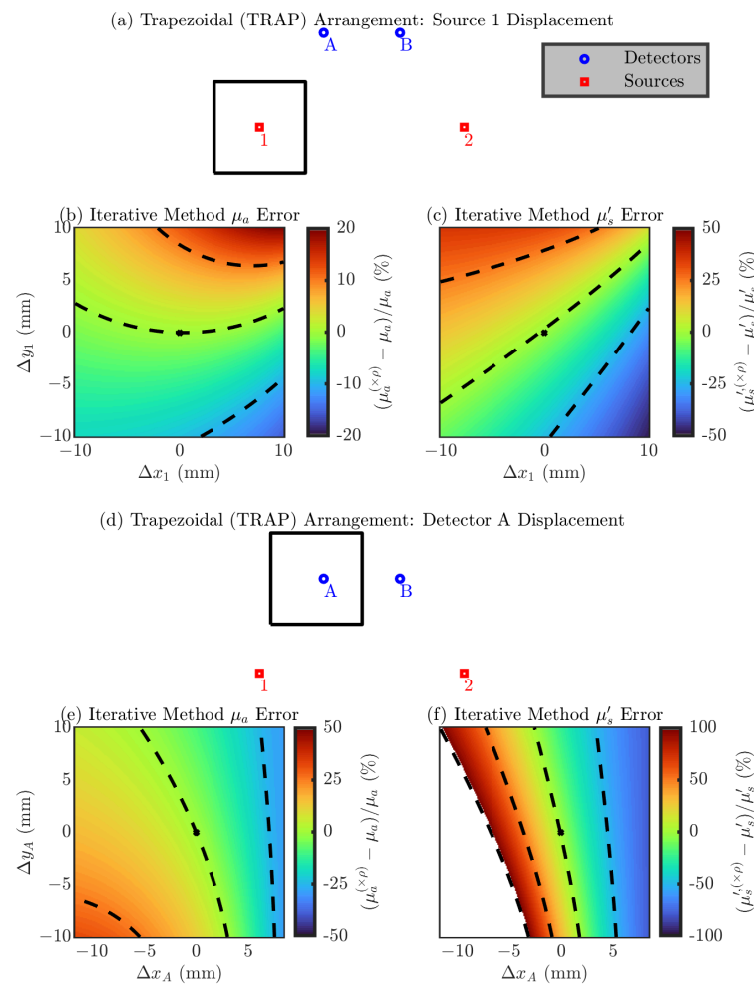 (a) Trapezoidal (TRAP) Arrangement: Source 1 Displacement
A B
Detectors
Sources
1 2
(b) Iterative Method μa Error
(c) Iterative Method μ′s Error
10
5
0
−5
−10
Δy1 (mm)
−10 0 10
Δx1 (mm)
20
10
0
-10
-20
(μa^(×ρ) − μa)/μa (%)
−10 0 10
Δx1 (mm)
50
25
0
-25
-50
(μs′,(×ρ) − μ′s)/μ′s (%)
(d) Trapezoidal (TRAP) Arrangement: Detector A Displacement
A B
1 2
(e) Iterative Method μa Error
(f) Iterative Method μ′s Error
10
5
0
−5
−10
ΔyA (mm)
−10 −5 0 5
ΔxA (mm)
50
25
0
-25
-50
(μa^(×ρ) − μa)/μa (%)
−10 5 0 5
ΔxA (mm)
100
50
0
-50
-100
(μs′,(×ρ) − μ′s)/μ′s (%)